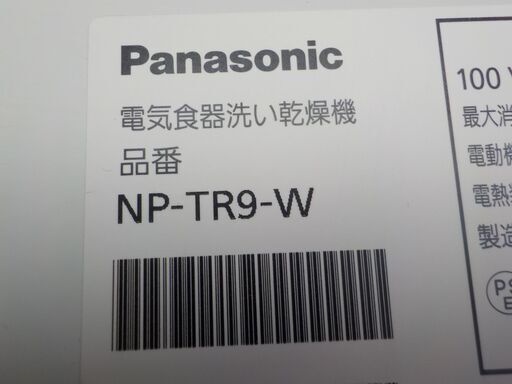 Panasonic
電気食器洗い乾燥機
品番
NP-TR9-W
100 V
最大消
電動機
電熱
製造
PS
E